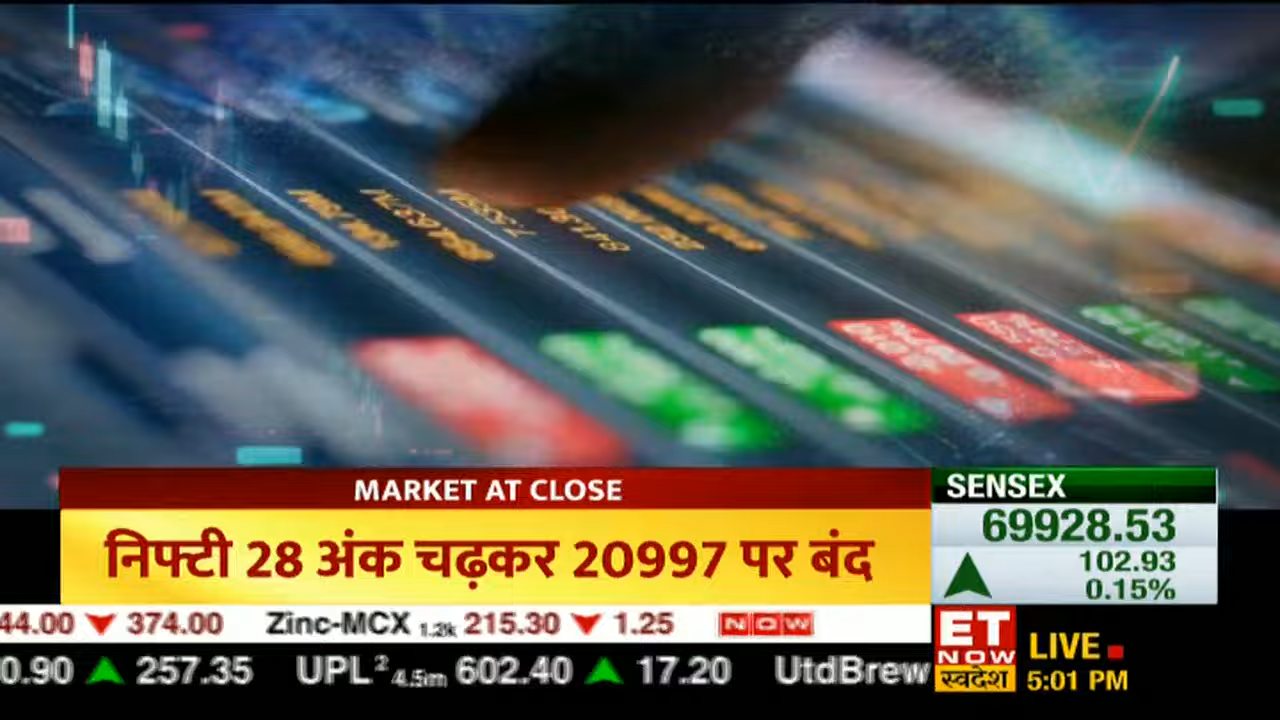 MARKET AT CLOSE
निफ्टी 28 अंक चढ़कर 20997 पर बंद
SENSEX
69928.53
102.93
0.15%
44.00 ▼ 374.00 Zinc-MCX 1.2k 215.30 ▼ 1.25 NOW
0.90 ▲ 257.35 UPL² 4.5m 602.40 ▲ 17.20 UtdBrew
ET
NOW
स्वदेश
LIVE
5:01 PM